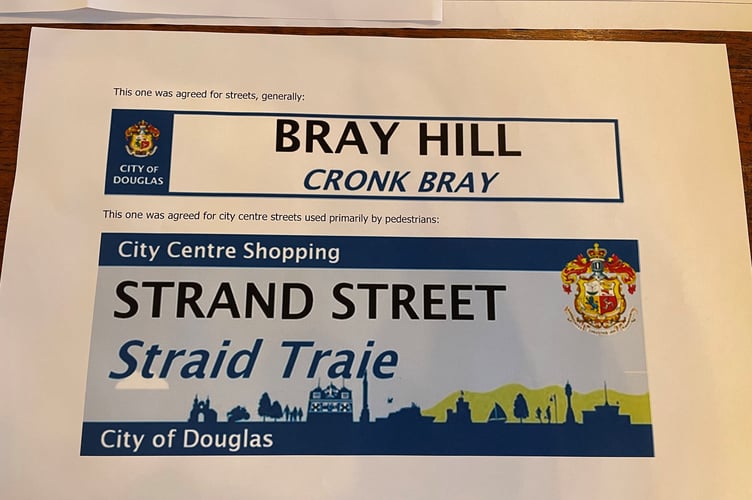 This one was agreed for streets, generally:
BRAY HILL
CRONK BRAY
CITY OF
DOUGLAS
This one was agreed for city centre streets used primarily by pedestrians:
City Centre Shopping
STRAND STREET
Straid Traie
City of Douglas